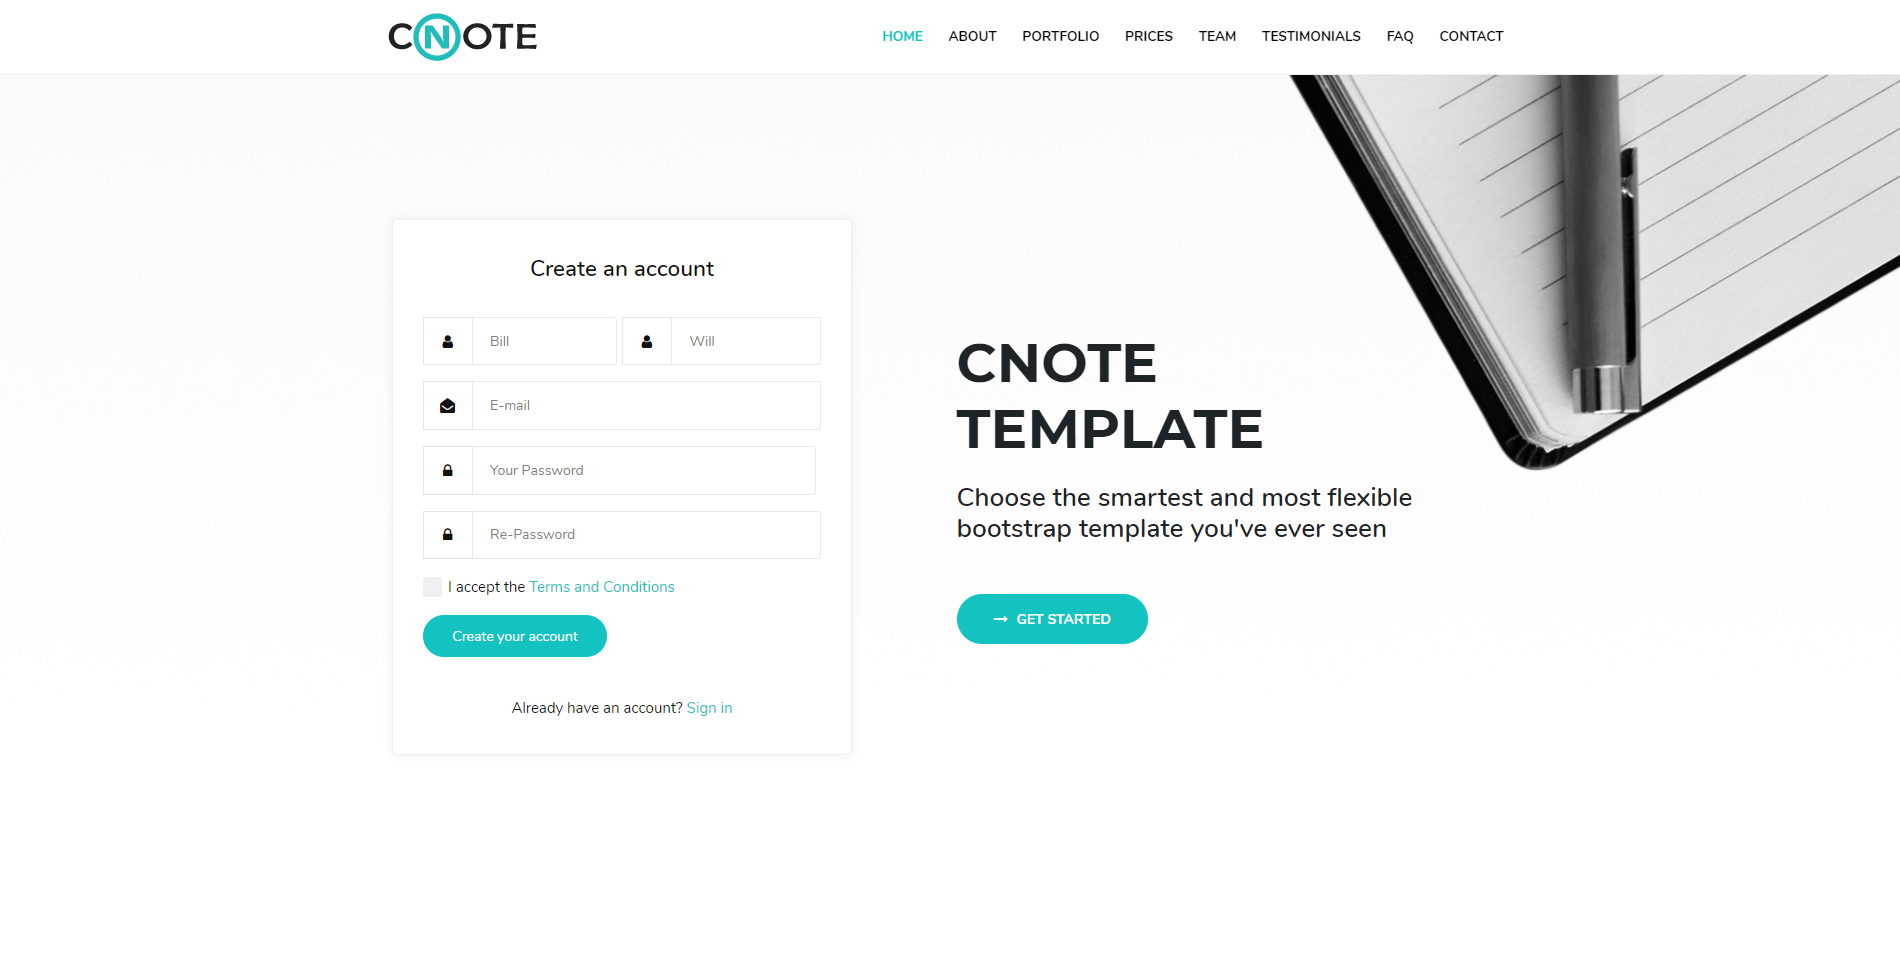 CNOTE
HOME ABOUT PORTFOLIO PRICES TEAM TESTIMONIALS FAQ CONTACT
Create an account
Bill Will
E-mail
Your Password
Re-Password
I accept the Terms and Conditions
Create your account
Already have an account? Sign in
CNOTE
TEMPLATE
Choose the smartest and most flexible
bootstrap template you've ever seen
GET STARTED